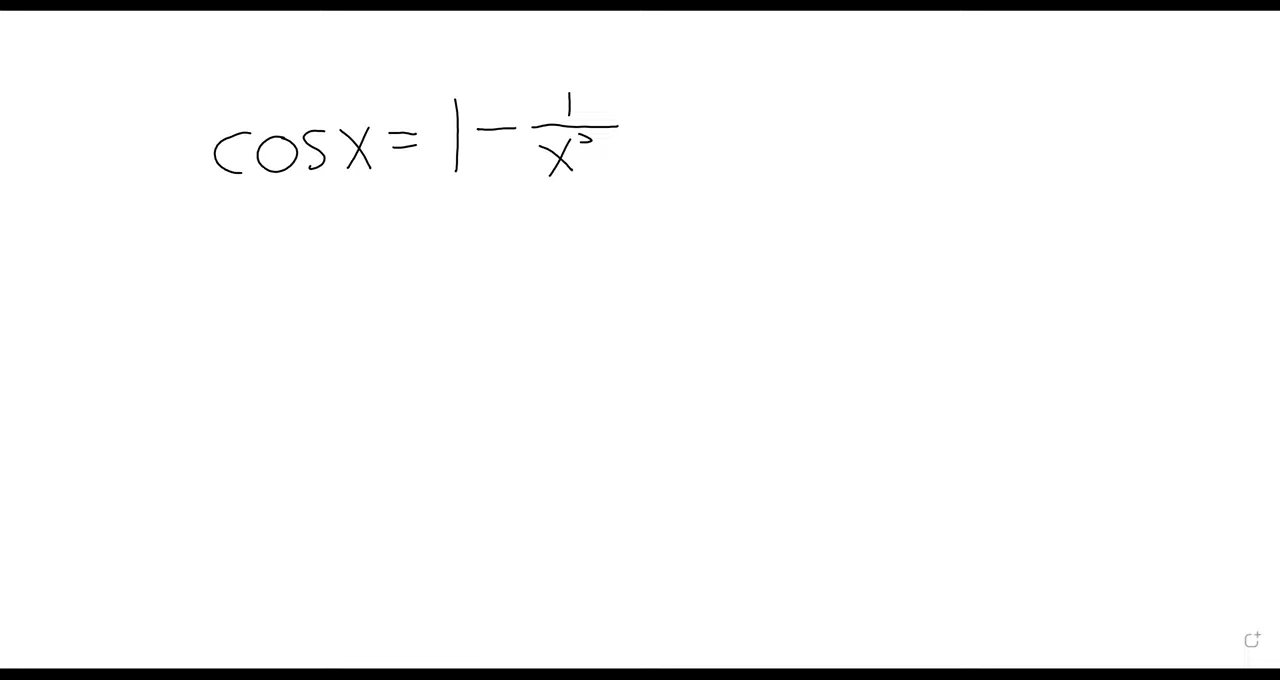 cosx = 1 - 1/x²